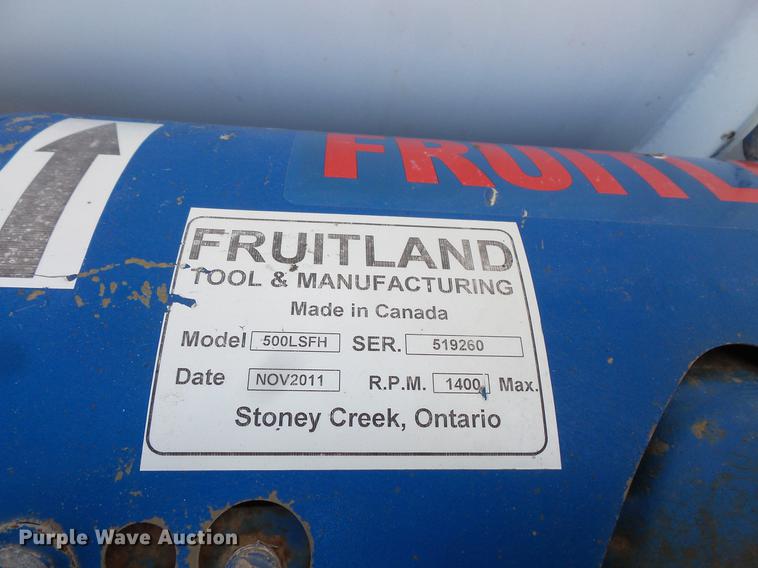 FRUITL
FRUITLAND
TOOL & MANUFACTURING
Made in Canada
Model 500LSFH SER. 519260
Date NOV2011 R.P.M. 1400 Max.
Stoney Creek, Ontario
Purple Wave Auction